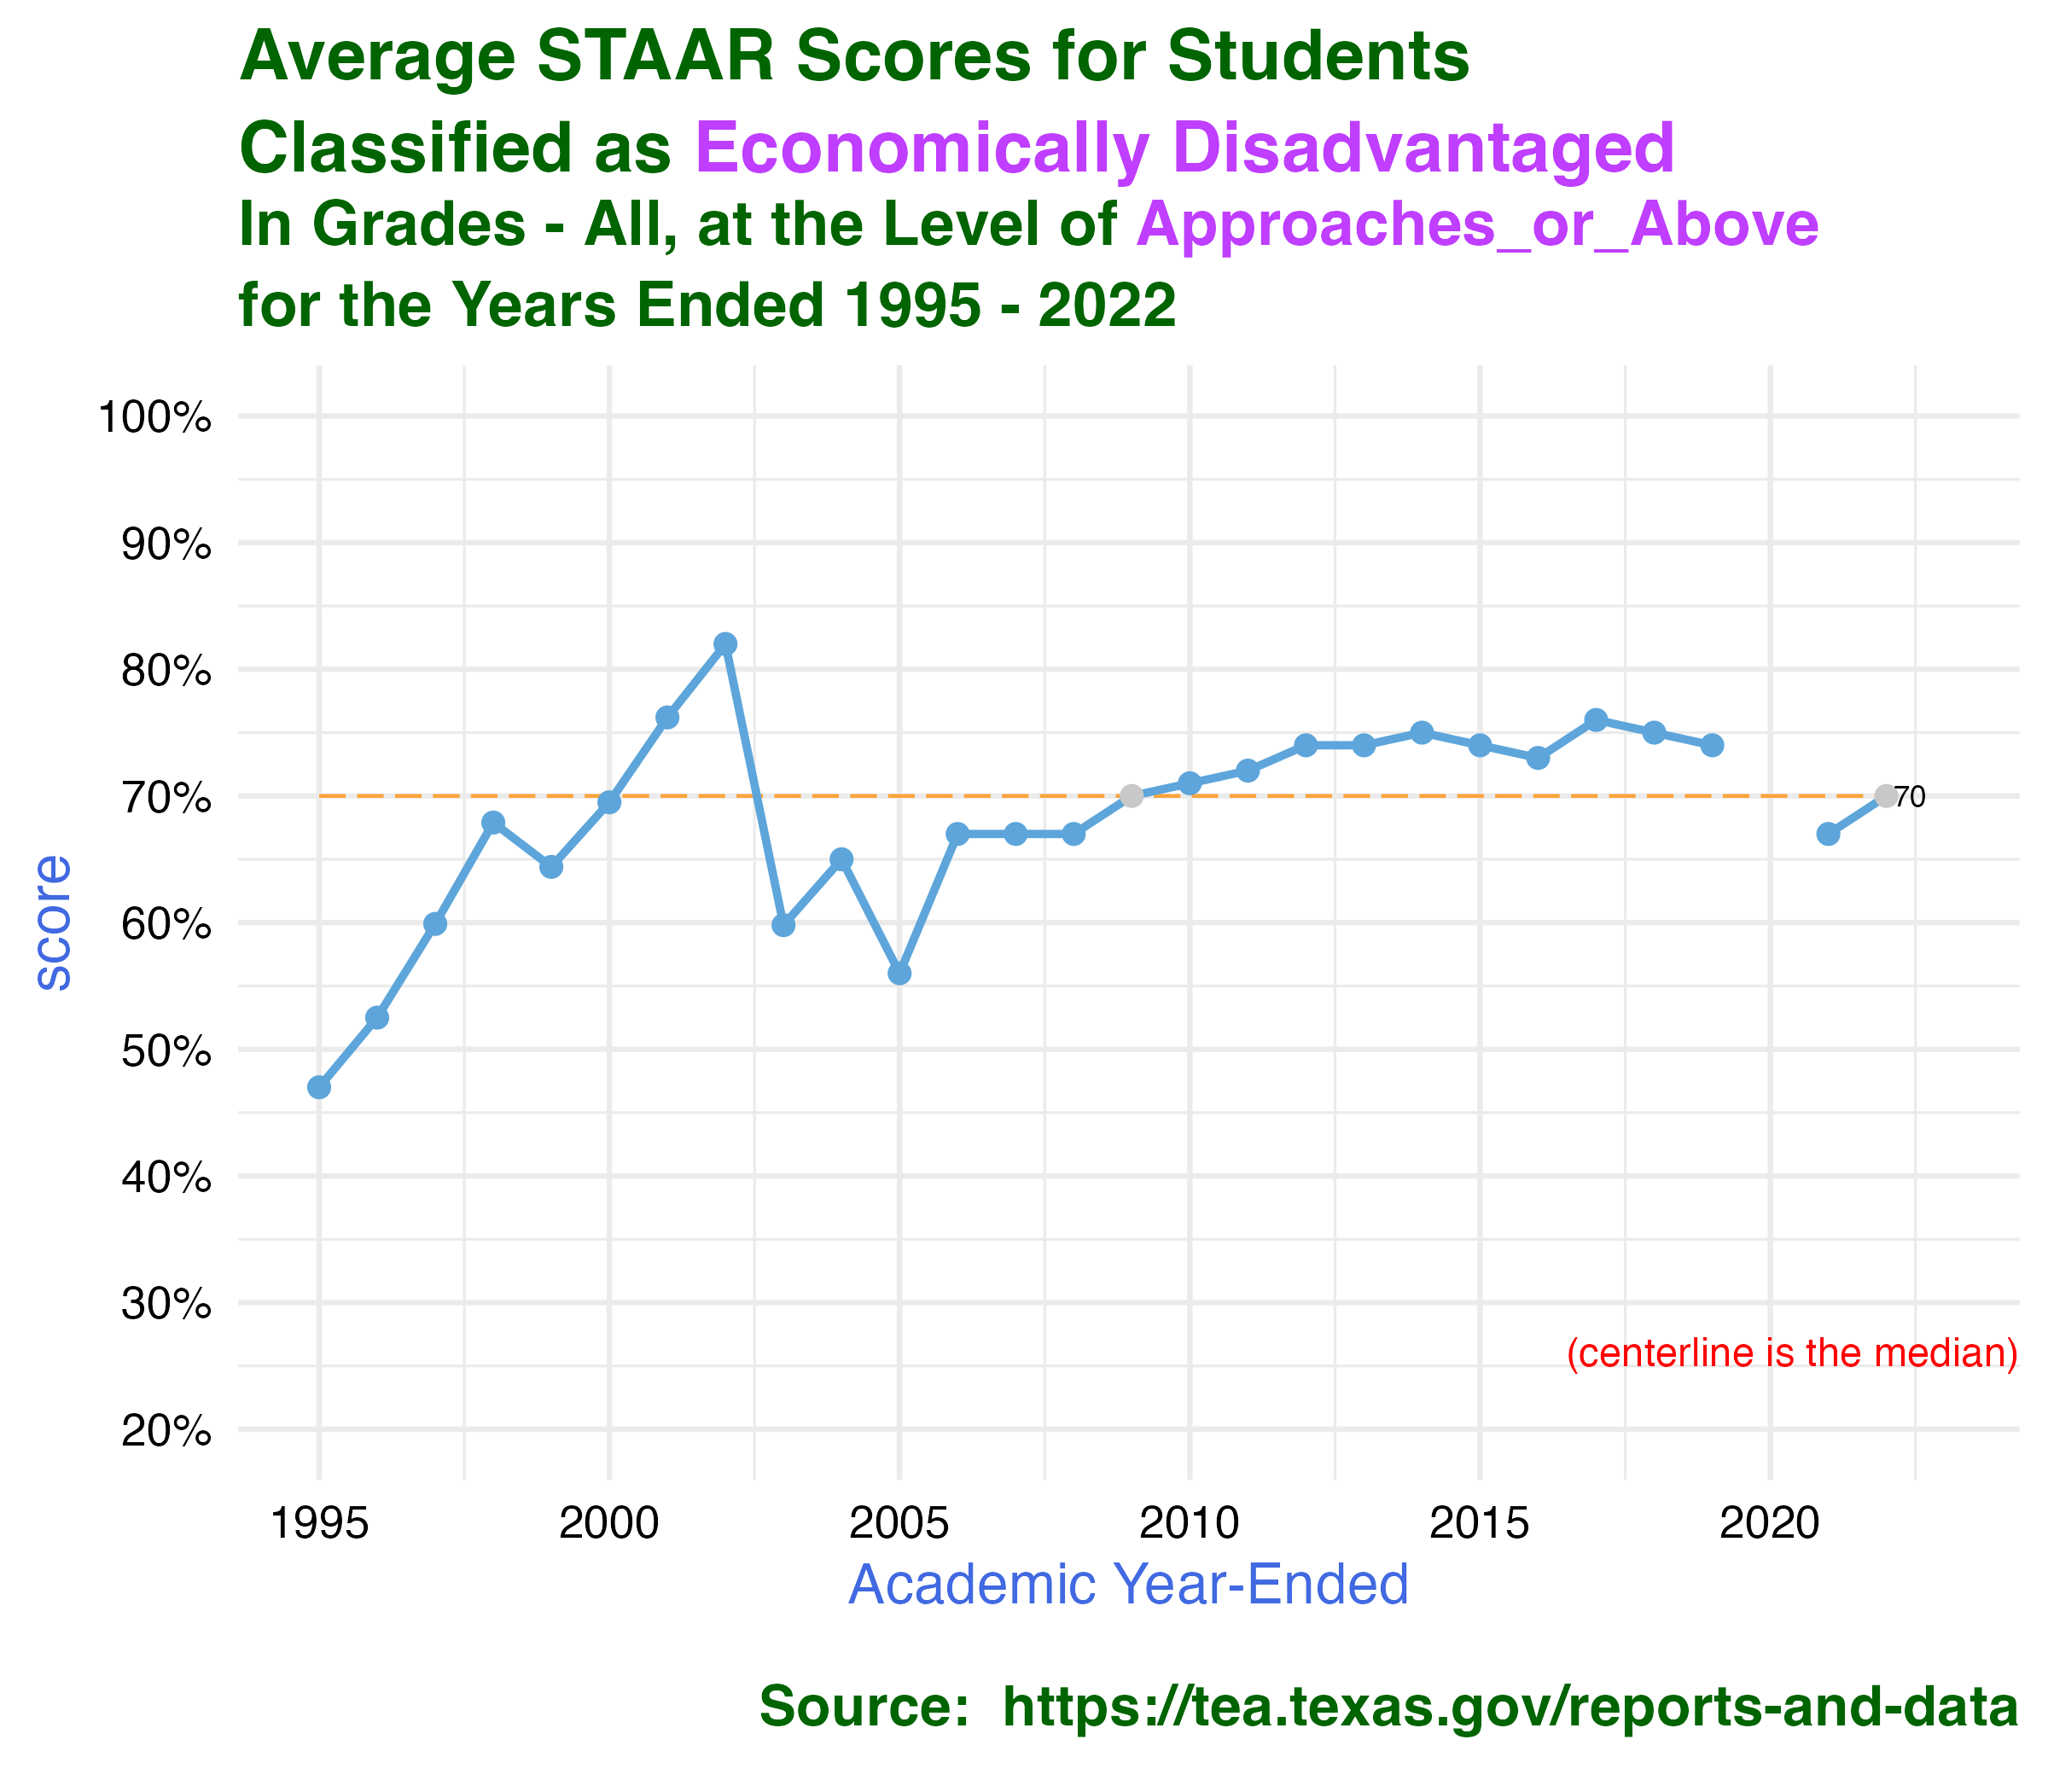 Average STAAR Scores for Students
Classified as Economically Disadvantaged
In Grades - All, at the Level of Approaches_or_Above
for the Years Ended 1995 - 2022
100%
90%
80%
70%
60%
50%
40%
30%
20%
score
70
(centerline is the median)
1995 2000 2005 2010 2015 2020
Academic Year-Ended
Source:  https://tea.texas.gov/reports-and-data